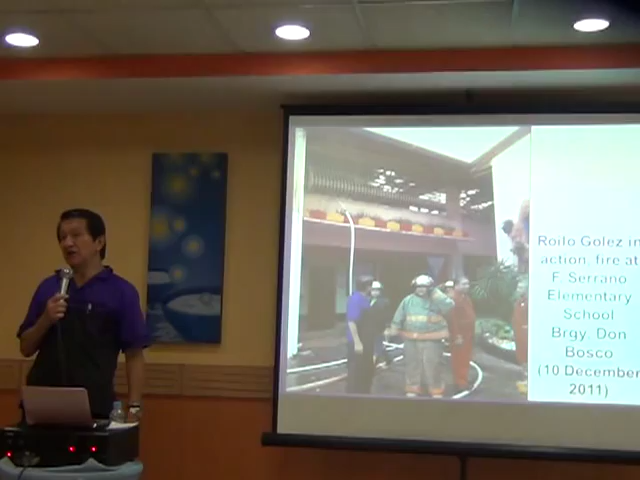 Roilo Golez in
action, fire at
F. Serrano
Elementary
School
Brgy. Don
Bosco
(10 December
2011)